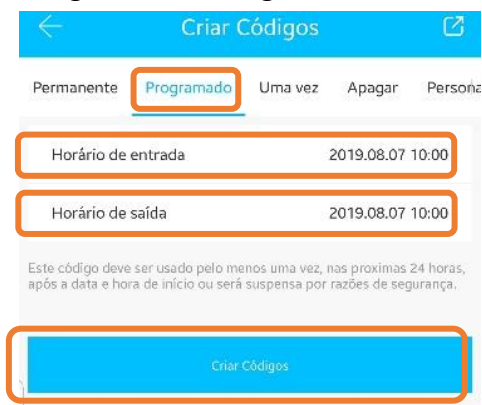 Criar Códigos
Permanente Programado Uma vez Apagar Persona
Horário de entrada 2019.08.07 10:00
Horário de saída 2019.08.07 10:00
Este código deve ser usado pelo menos uma vez, nas proximas 24 horas,
após a data e hora de início ou será suspensa por razões de segurança.
Criar Códigos